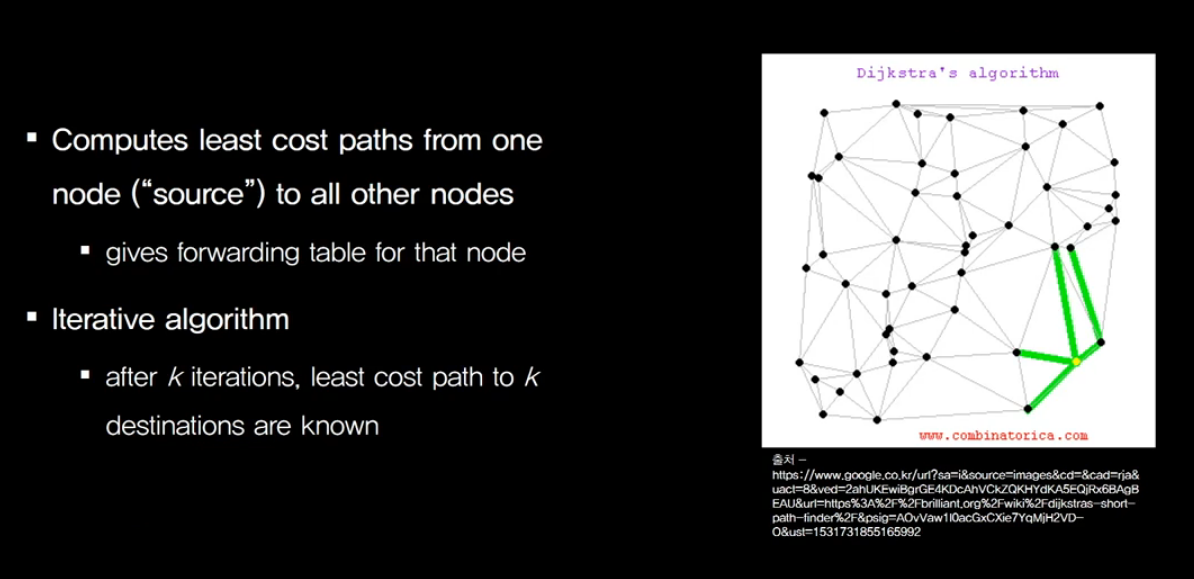 ▪ Computes least cost paths from one
node (“source”) to all other nodes
▪ gives forwarding table for that node
▪ Iterative algorithm
▪ after k iterations, least cost path to k
destinations are known
Dijkstra's algorithm
www.combinatorica.com
출처 –
https://www.google.co.kr/url?sa=i&source=images&cd=&cad=rja&
uact=8&ved=2ahUKEwiBgrGE4KDcAhVCkZQKHYdKA5EQjRx6BAgB
EAU&url=https%3A%2F%2Fbrilliant.org%2Fwiki%2Fdijkstras-short-
path-finder%2F&psig=AOvVaw1I0acGxCXie7YqMjH2VD-
O&ust=1531731855165992